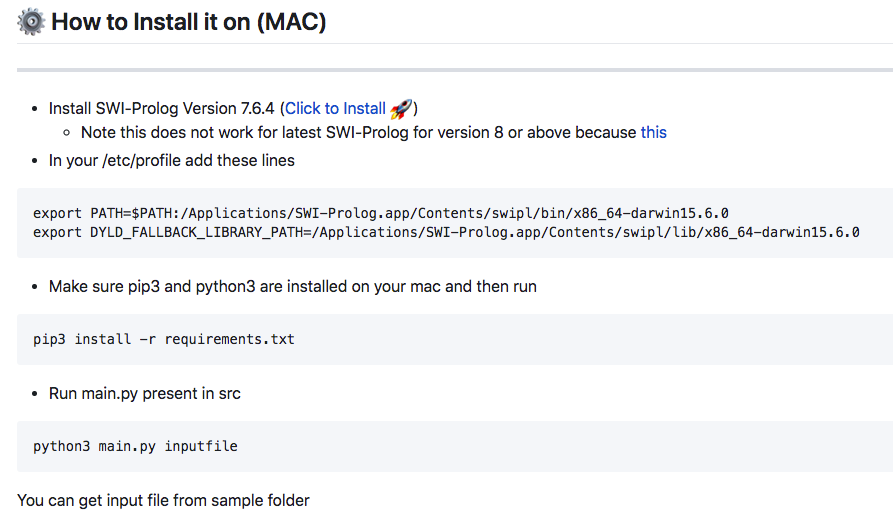 ⚙️ How to Install it on (MAC)
• Install SWI-Prolog Version 7.6.4 (Click to Install 🚀)
◦ Note this does not work for latest SWI-Prolog for version 8 or above because this
• In your /etc/profile add these lines
export PATH=$PATH:/Applications/SWI-Prolog.app/Contents/swipl/bin/x86_64-darwin15.6.0
export DYLD_FALLBACK_LIBRARY_PATH=/Applications/SWI-Prolog.app/Contents/swipl/lib/x86_64-darwin15.6.0
• Make sure pip3 and python3 are installed on your mac and then run
pip3 install -r requirements.txt
• Run main.py present in src
python3 main.py inputfile
You can get input file from sample folder